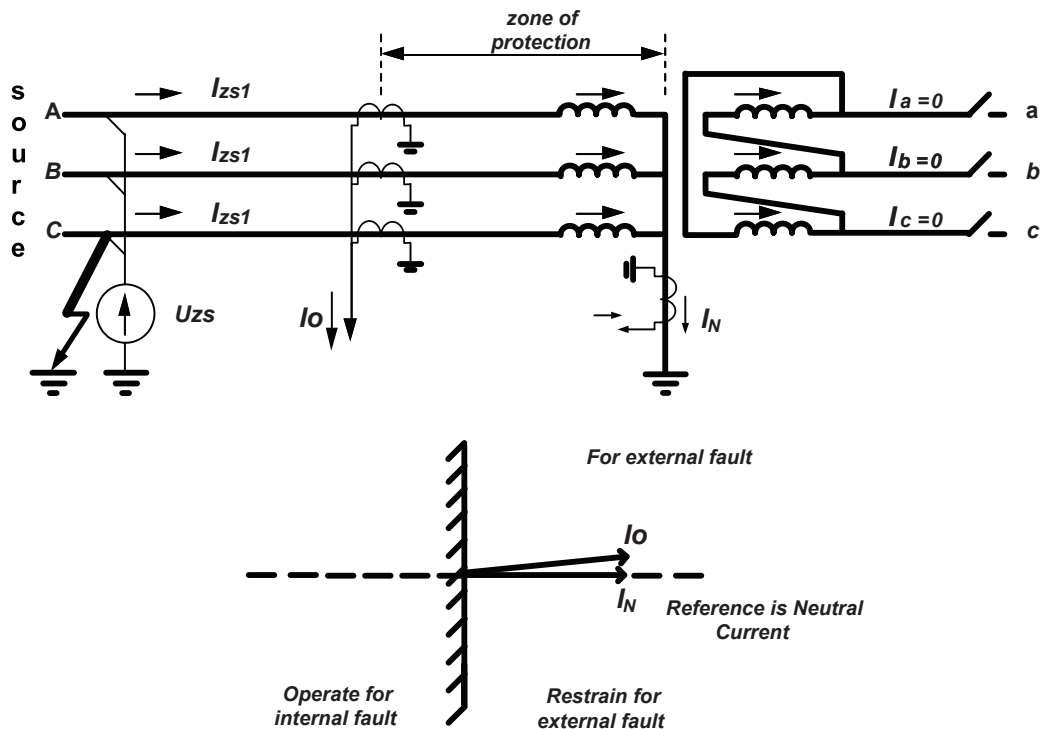 zone of
protection
source
A
Izs1
Ia=0
a
B
Izs1
Ib=0
b
C
Izs1
Ic=0
c
Uzs
Io
IN
For external fault
Io
IN
Reference is Neutral
Current
Operate for
internal fault
Restrain for
external fault